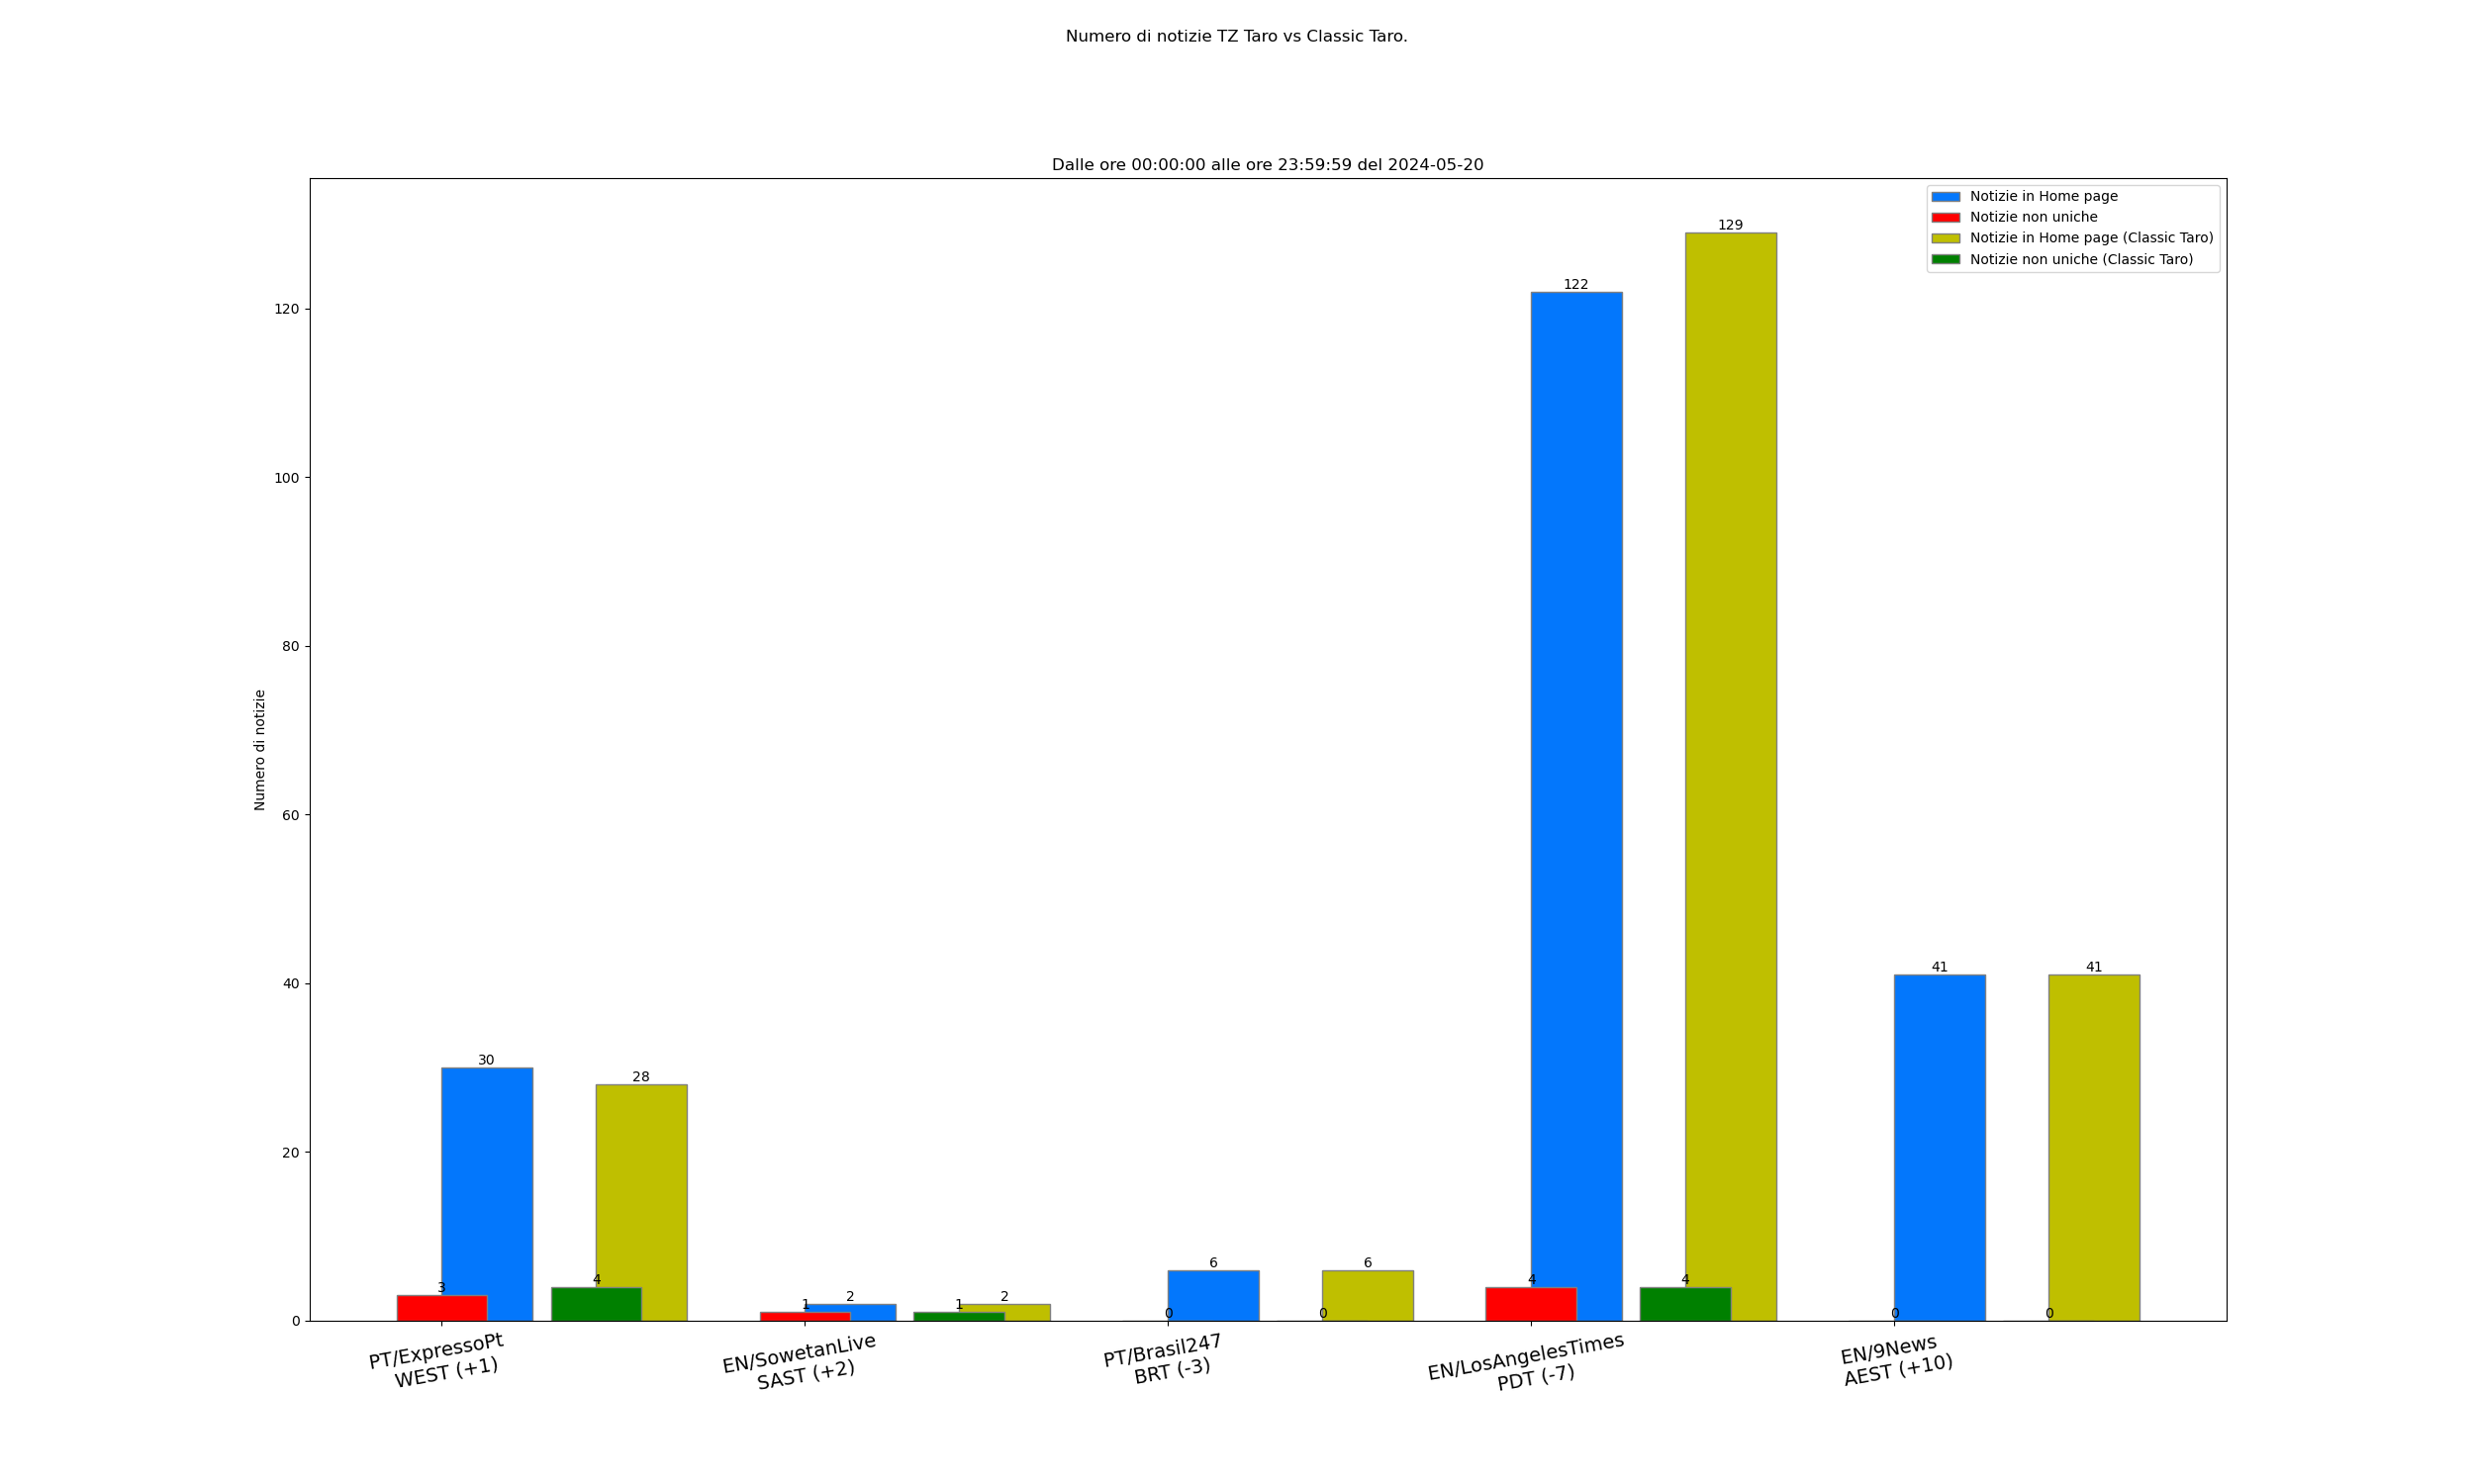 Numero di notizie TZ Taro vs Classic Taro.
Dalle ore 00:00:00 alle ore 23:59:59 del 2024-05-20
Notizie in Home page
Notizie non uniche
Notizie in Home page (Classic Taro)
Notizie non uniche (Classic Taro)
Numero di notizie
120
100
80
60
40
20
0
3
30
4
28
1
2
1
2
0
6
0
6
4
122
4
129
0
41
0
41
PT/ExpressoPt
WEST (+1)
EN/SowetanLive
SAST (+2)
PT/Brasil247
BRT (-3)
EN/LosAngelesTimes
PDT (-7)
EN/9News
AEST (+10)